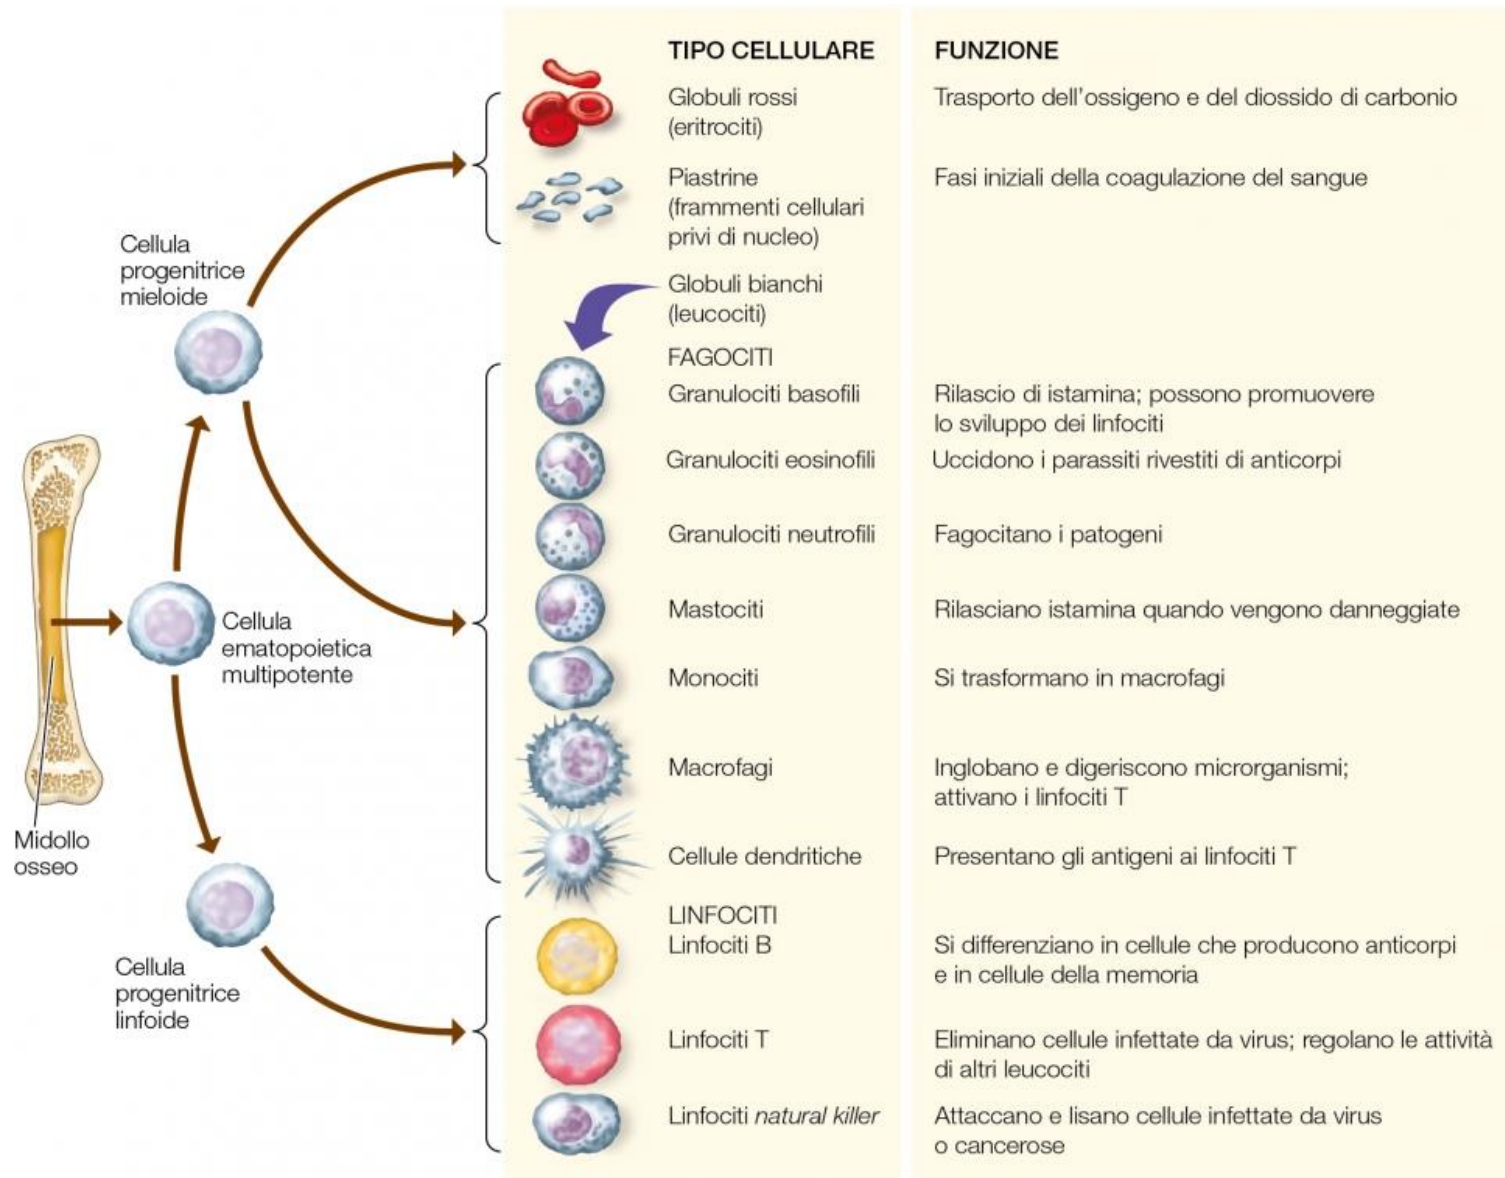 TIPO CELLULARE
FUNZIONE
Globuli rossi
(eritrociti)
Trasporto dell'ossigeno e del diossido di carbonio
Piastrine
(frammenti cellulari
privi di nucleo)
Fasi iniziali della coagulazione del sangue
Cellula
progenitrice
mieloide
Globuli bianchi
(leucociti)
FAGOCITI
Granulociti basofili
Rilascio di istamina; possono promuovere
lo sviluppo dei linfociti
Granulociti eosinofili
Uccidono i parassiti rivestiti di anticorpi
Granulociti neutrofili
Fagocitano i patogeni
Mastociti
Rilasciano istamina quando vengono danneggiate
Cellula
ematopoietica
multipotente
Monociti
Si trasformano in macrofagi
Macrofagi
Inglobano e digeriscono microrganismi;
attivano i linfociti T
Midollo
osseo
Cellule dendritiche
Presentano gli antigeni ai linfociti T
LINFOCITI
Linfociti B
Si differenziano in cellule che producono anticorpi
e in cellule della memoria
Cellula
progenitrice
linfoide
Linfociti T
Eliminano cellule infettate da virus; regolano le attività
di altri leucociti
Linfociti natural killer
Attaccano e lisano cellule infettate da virus
o cancerose